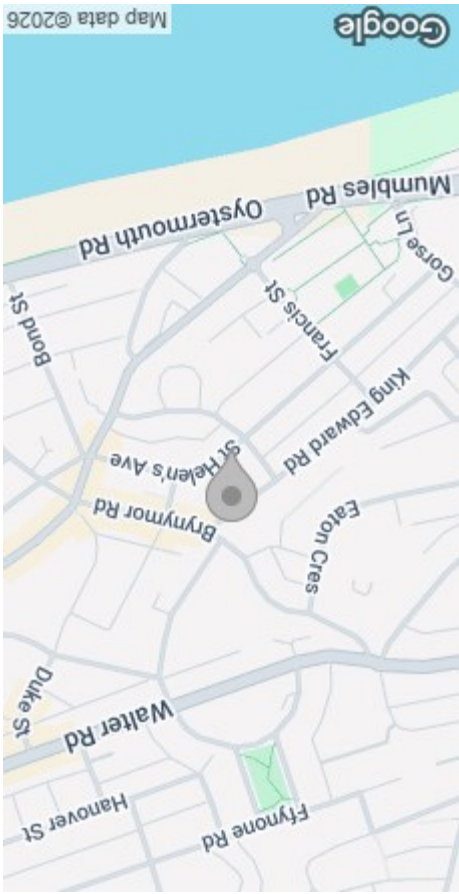 Ffynone Rd
Hanover St
Walter Rd
Duke St
Eaton Cres
Brynymor Rd
King Edward Rd
St Helen's Ave
Francis St
Bond St
Gorse Ln
Oystermouth Rd
Mumbles Rd
Google
Map data ©2026